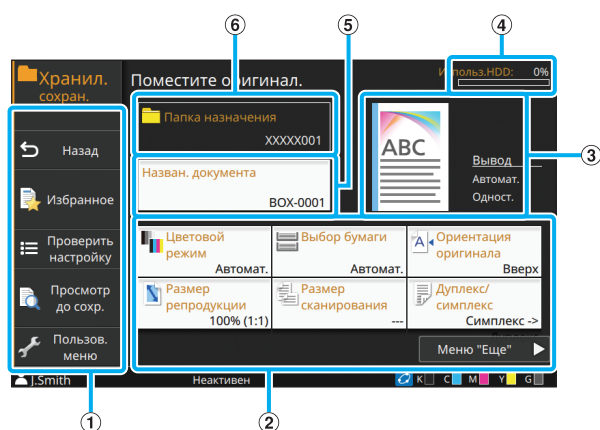 ⑥
⑤
④
Хранил.
сохран.
Поместите оригинал.
Использ.HDD: 0%
Папка назначения
XXXXX001
Назван. документа
BOX-0001
ABC
Вывод
Автомат.
Одност.
③
Назад
Избранное
Проверить
настройку
Просмотр
до сохр.
Пользов.
меню
Цветовой
режим
Автомат.
Выбор бумаги
Автомат.
A
Ориентация
оригинала
Вверх
Размер
репродукции
100% (1:1)
Размер
сканирования
---
Дуплекс/
симплекс
Симплекс ->
Меню "Еще"
J.Smith
Неактивен
K C M Y G
①
②